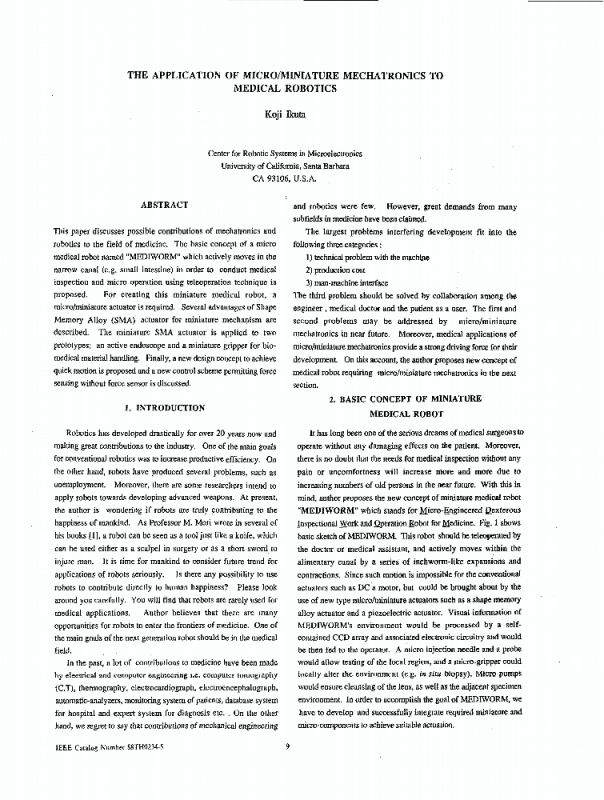 THE APPLICATION OF MICRO/MINIATURE MECHATRONICS TO
MEDICAL ROBOTICS
Koji Ikuta
Center for Robotic Systems in Microelectronics
University of California, Santa Barbara
CA 93106, U.S.A.
ABSTRACT
This paper discusses possible contributions of mechatronics and
robotics to the field of medicine. The basic concept of a micro
medical robot named "MEDIWORM" which actively moves in the
narrow canal (e.g. small intestine) in order to conduct medical
inspection and micro operation using teleoperation technique is
proposed. For creating this miniature medical robot, a
micro/miniature actuator is required. Several advantages of Shape
Memory Alloy (SMA) actuator for miniature mechanism are
described. The miniature SMA actuator is applied to two
prototypes; an active endoscope and a miniature gripper for bio-
medical material handling. Finally, a new design concept to achieve
quick motion is proposed and a new control scheme permitting force
sensing without force sensor is discussed.
1. INTRODUCTION
Robotics has developed drastically for over 20 years now and
making great contributions to the industry. One of the main goals
for conventional robotics was to increase productive efficiency. On
the other hand, robots have produced several problems, such as
unemployment. Moreover, there are some researchers intend to
apply robots towards developing advanced weapons. At present,
the author is wondering if robots are truly contributing to the
happiness of mankind. As Professor M. Mori wrote in several of
his books [1], a robot can be seen as a tool just like a knife, which
can be used either as a scalpel in surgery or as a short sword to
injure man. It is time for mankind to consider future trend for
applications of robots seriously. Is there any possibility to use
robots to contribute directly to human happiness? Please look
around you carefully. You will find that robots are rarely used for
medical applications. Author believes that there are many
opportunities for robots to enter the frontiers of medicine. One of
the main goals of the next generation robot should be in the medical
field.
In the past, a lot of contributions to medicine have been made
by electrical and computer engineering i.e. computer tomography
(C.T), thermography, electrocardiograph, electroencephalograph,
automatic-analyzers, monitoring system of patients, database system
for hospital and expert system for diagnosis etc. . On the other
hand, we regret to say that contributions of mechanical engineering
and robotics were few. However, great demands from many
subfields in medicine have been claimed.
The largest problems interfering development fit into the
following three categories :
1) technical problem with the machine
2) production cost
3) man-machine interface
The third problem should be solved by collaboration among the
engineer , medical doctor and the patient as a user. The first and
second problems may be addressed by micro/miniature
mechatronics in near future. Moreover, medical applications of
micro/miniature mechatronics provide a strong driving force for their
development. On this account, the author proposes new concept of
medical robot requiring micro/miniature mechatronics in the next
section.
2. BASIC CONCEPT OF MINIATURE
MEDICAL ROBOT
It has long been one of the serious dreams of medical surgeons to
operate without any damaging effects on the patient. Moreover,
there is no doubt that the needs for medical inspection without any
pain or uncomfortness will increase more and more due to
increasing numbers of old persons in the near future. With this in
mind, author proposes the new concept of miniature medical robot
"MEDIWORM" which stands for Micro-Engineered Dexterous
Inspectional Work and Operation Robot for Medicine. Fig. 1 shows
basic sketch of MEDIWORM. This robot should be teleoperated by
the doctor or medical assistant, and actively moves within the
alimentary canal by a series of inchworm-like expansions and
contractions. Since such motion is impossible for the conventional
actuators such as DC a motor, but could be brought about by the
use of new type micro/miniature actuators such as a shape memory
alloy actuator and a piezoelectric actuator. Visual information of
MEDIWORM's environment would be processed by a self-
contained CCD array and associated electronic circuitry and would
be then fed to the operator. A micro injection needle and a probe
would allow testing of the local region, and a micro-gripper could
locally alter the environment (e.g. in situ biopsy). Micro pumps
would ensure cleansing of the lens, as well as the adjacent specimen
environment. In order to accomplish the goal of MEDIWORM, we
have to develop and successfully integrate required miniature and
micro-components to achieve suitable actuation.
IEEE Catalog Number 88TH0234-5
9